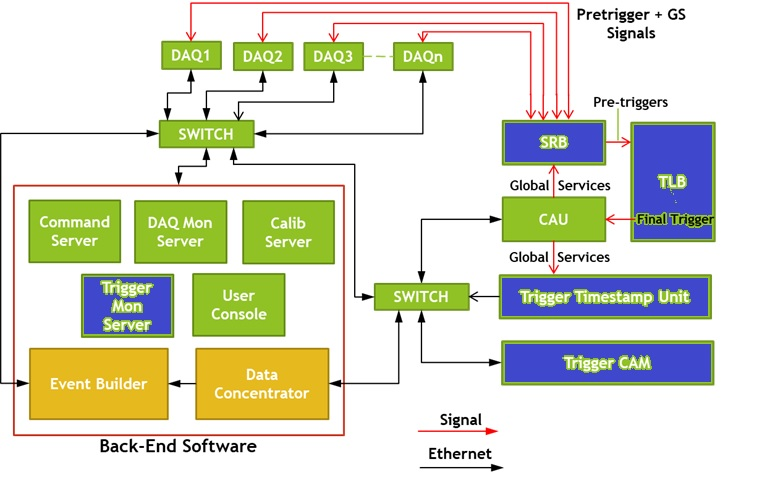 Pretrigger + GS
Signals
DAQ1
DAQ2
DAQ3
DAQn
Pre-triggers
SWITCH
SRB
TLB
Global Services
Command
Server
DAQ Mon
Server
Calib
Server
CAU
Final Trigger
Global Services
Trigger
Mon
Server
User
Console
SWITCH
Trigger Timestamp Unit
Event Builder
Data
Concentrator
Trigger CAM
Signal
Back-End Software
Ethernet